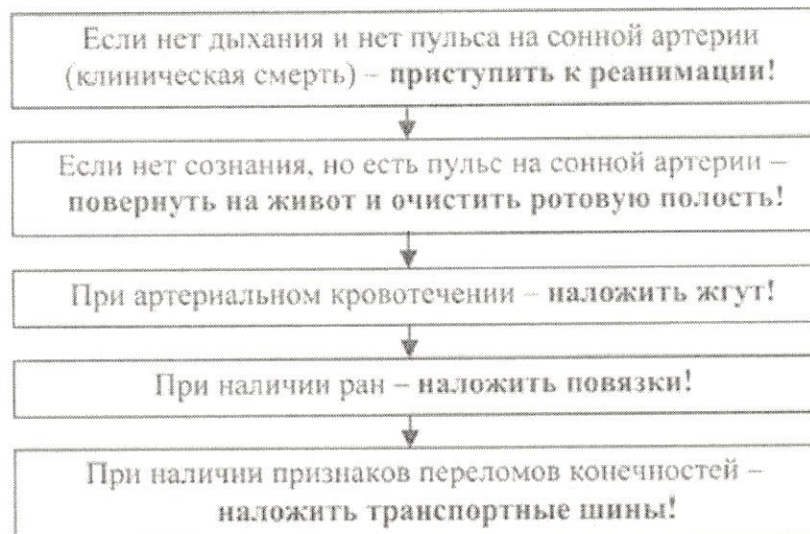 Если нет дыхания и нет пульса на сонной артерии
(клиническая смерть) – приступить к реанимации!
Если нет сознания, но есть пульс на сонной артерии –
повернуть на живот и очистить ротовую полость!
При артериальном кровотечении – наложить жгут!
При наличии ран – наложить повязки!
При наличии признаков переломов конечностей –
наложить транспортные шины!